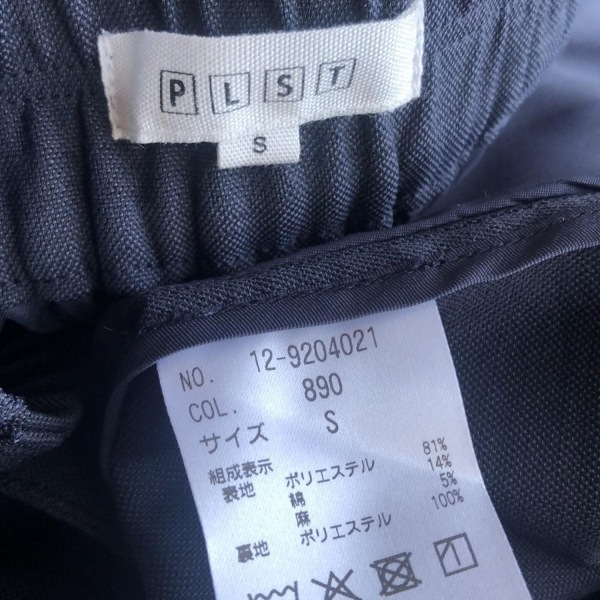 PLST
S
NO. 12-9204021
COL. 890
サイズ S
組成表示
表地 ポリエステル 81%
綿 14%
麻 5%
裏地 ポリエステル 100%